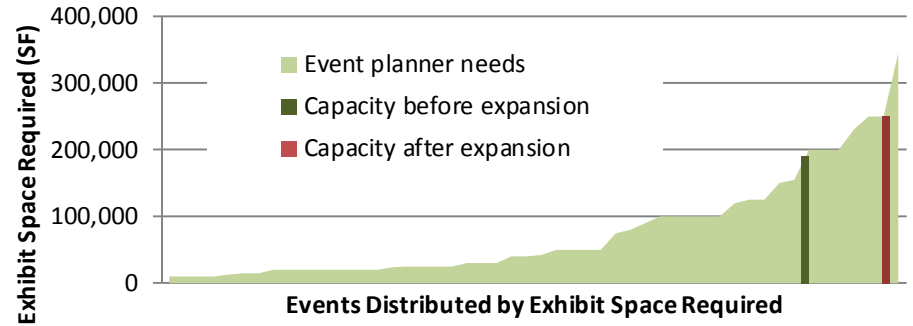 Exhibit Space Required (SF)
400,000
300,000
200,000
100,000
0
Event planner needs
Capacity before expansion
Capacity after expansion
Events Distributed by Exhibit Space Required